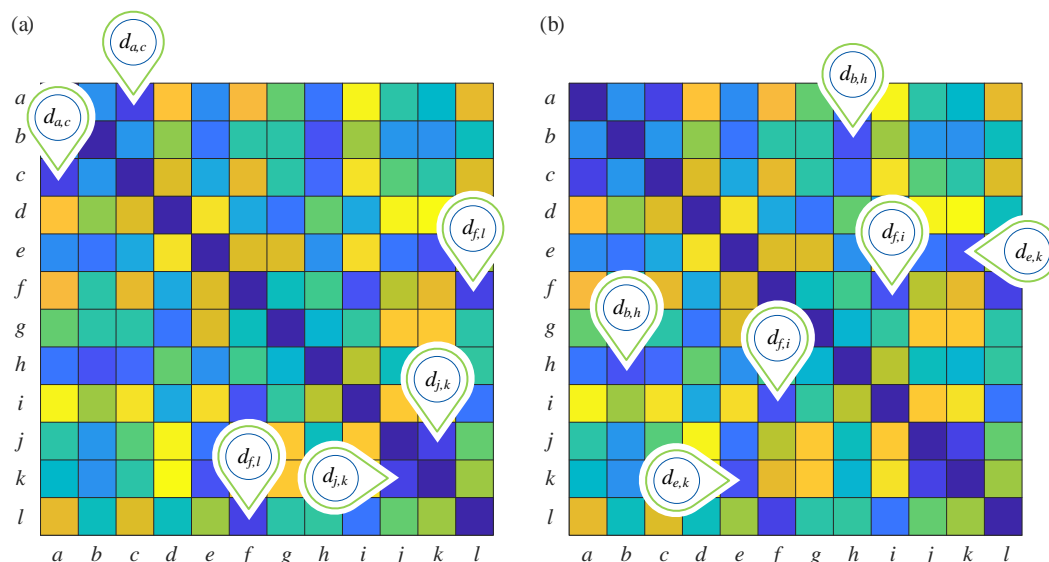 (a)
(b)
d_{a,c}
d_{a,c}
d_{f,l}
d_{j,k}
d_{f,l}
d_{j,k}
a
b
c
d
e
f
g
h
i
j
k
l
a b c d e f g h i j k l
d_{b,h}
d_{f,i}
d_{e,k}
d_{b,h}
d_{f,i}
d_{e,k}
a
b
c
d
e
f
g
h
i
j
k
l
a b c d e f g h i j k l